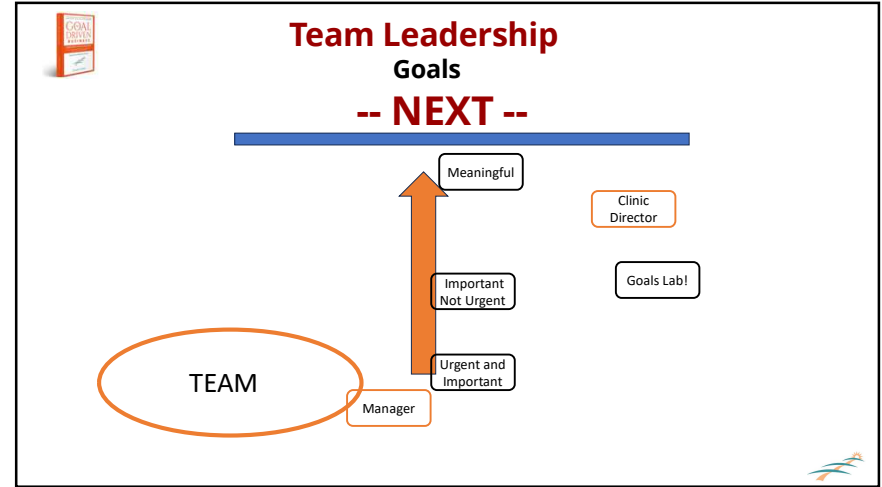 GOAL
DRIVEN
BUSINESS
Team Leadership
Goals
-- NEXT --
Meaningful
Clinic
Director
Important
Not Urgent
Goals Lab!
Urgent and
Important
TEAM
Manager